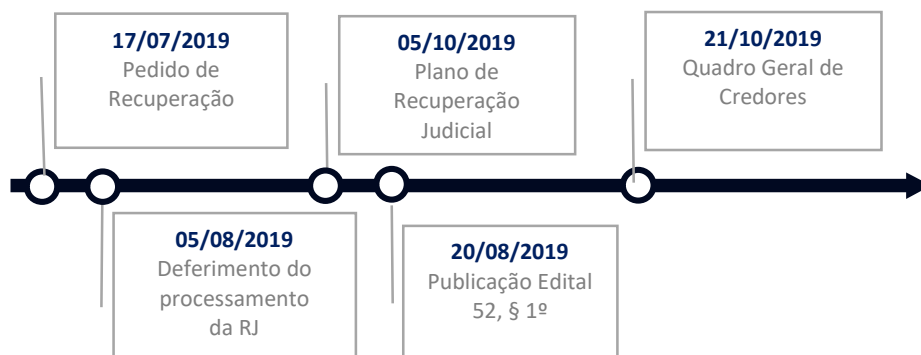 17/07/2019
Pedido de
Recuperação
05/10/2019
Plano de
Recuperação
Judicial
21/10/2019
Quadro Geral de
Credores
05/08/2019
Deferimento do
processamento
da RJ
20/08/2019
Publicação Edital
52, § 1º